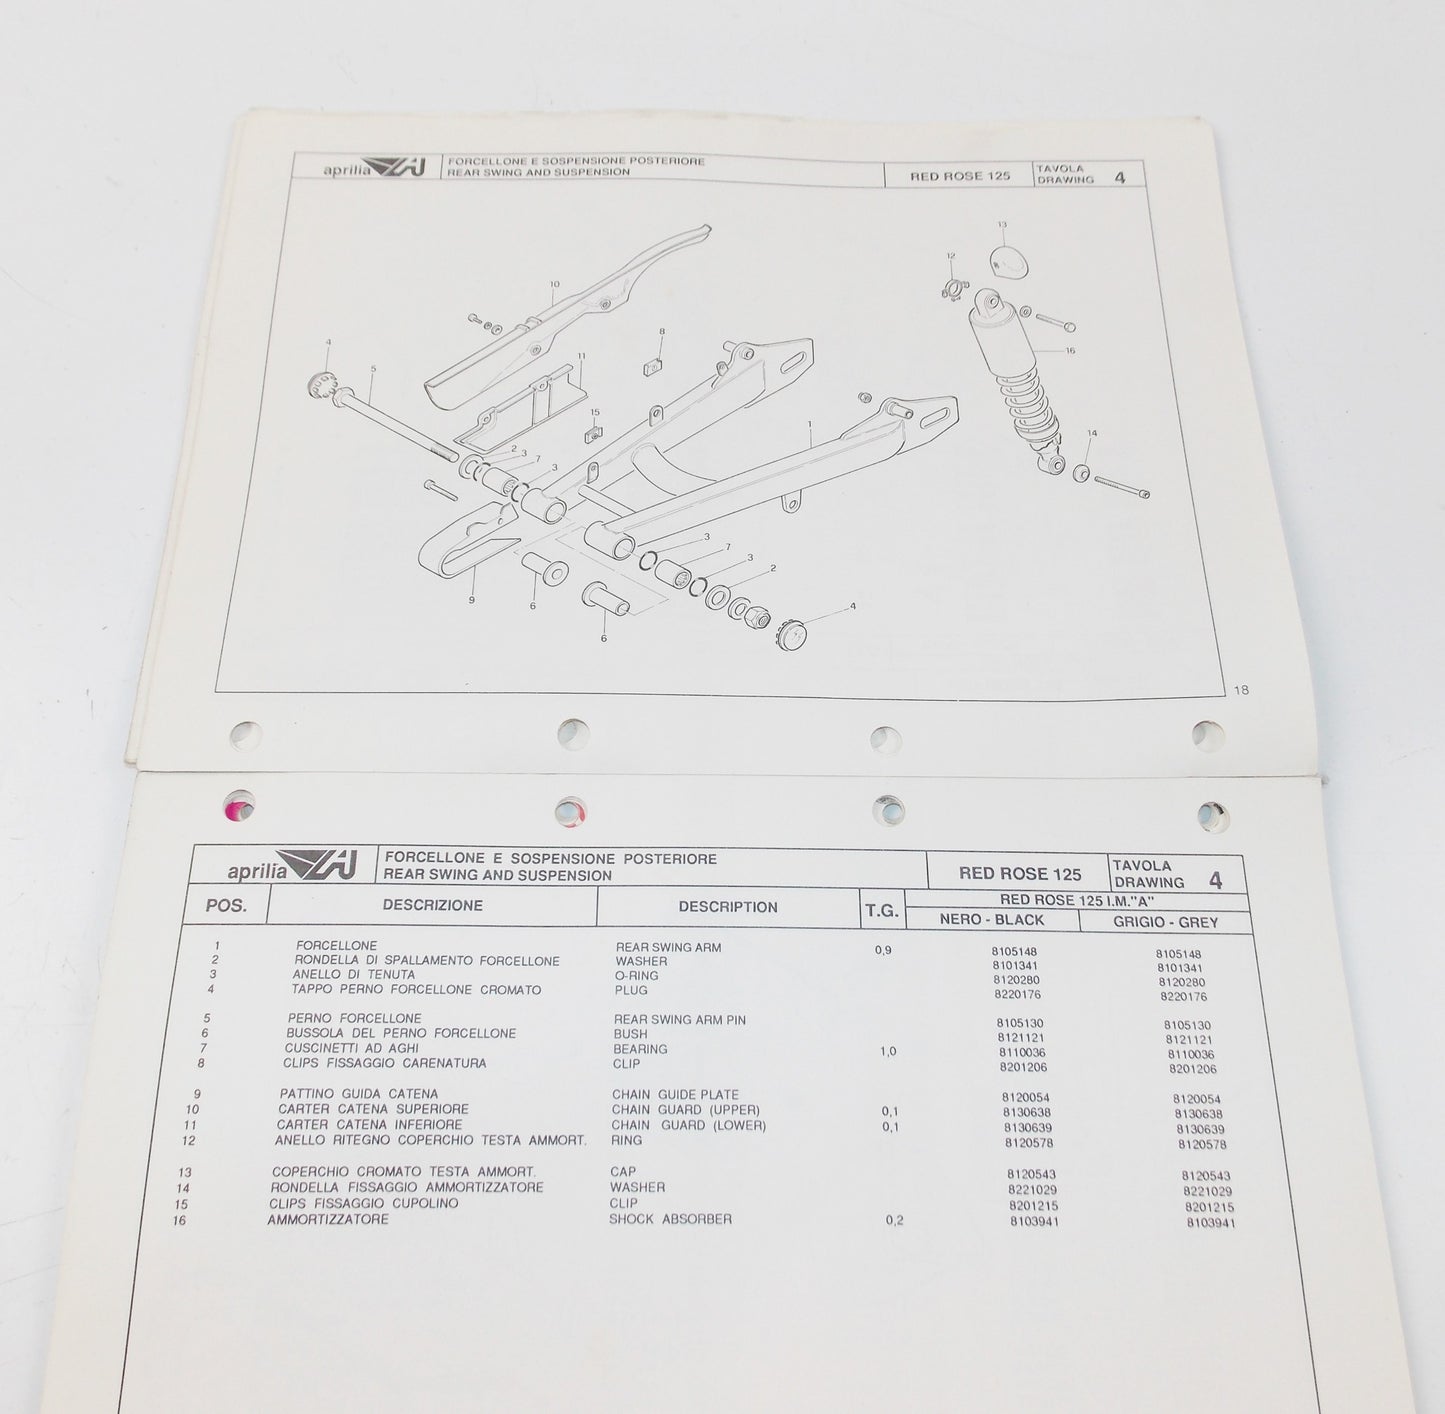 aprilia
FORCELLONE E SOSPENSIONE POSTERIORE
REAR SWING AND SUSPENSION
RED ROSE 125
TAVOLA
DRAWING 4
13
12
10
8
4
5
11
16
15
1
14
2
3
7
3
3
7
3
2
9
6
4
6
18
aprilia
FORCELLONE E SOSPENSIONE POSTERIORE
REAR SWING AND SUSPENSION
RED ROSE 125
TAVOLA
DRAWING 4
POS. DESCRIZIONE DESCRIPTION T.G. RED ROSE 125 I.M."A"
NERO - BLACK GRIGIO - GREY
1 FORCELLONE REAR SWING ARM 0,9 8105148 8105148
2 RONDELLA DI SPALLAMENTO FORCELLONE WASHER 8101341 8101341
3 ANELLO DI TENUTA O-RING 8120280 8120280
4 TAPPO PERNO FORCELLONE CROMATO PLUG 8220176 8220176
5 PERNO FORCELLONE REAR SWING ARM PIN 8105130 8105130
6 BUSSOLA DEL PERNO FORCELLONE BUSH 8121121 8121121
7 CUSCINETTI AD AGHI BEARING 1,0 8110036 8110036
8 CLIPS FISSAGGIO CARENATURA CLIP 8201206 8201206
9 PATTINO GUIDA CATENA CHAIN GUIDE PLATE 8120054 8120054
10 CARTER CATENA SUPERIORE CHAIN GUARD (UPPER) 0,1 8130638 8130638
11 CARTER CATENA INFERIORE CHAIN GUARD (LOWER) 0,1 8130639 8130639
12 ANELLO RITEGNO COPERCHIO TESTA AMMORT. RING 8120578 8120578
13 COPERCHIO CROMATO TESTA AMMORT. CAP 8120543 8120543
14 RONDELLA FISSAGGIO AMMORTIZZATORE WASHER 8221029 8221029
15 CLIPS FISSAGGIO CUPOLINO CLIP 8201215 8201215
16 AMMORTIZZATORE SHOCK ABSORBER 0,2 8103941 8103941